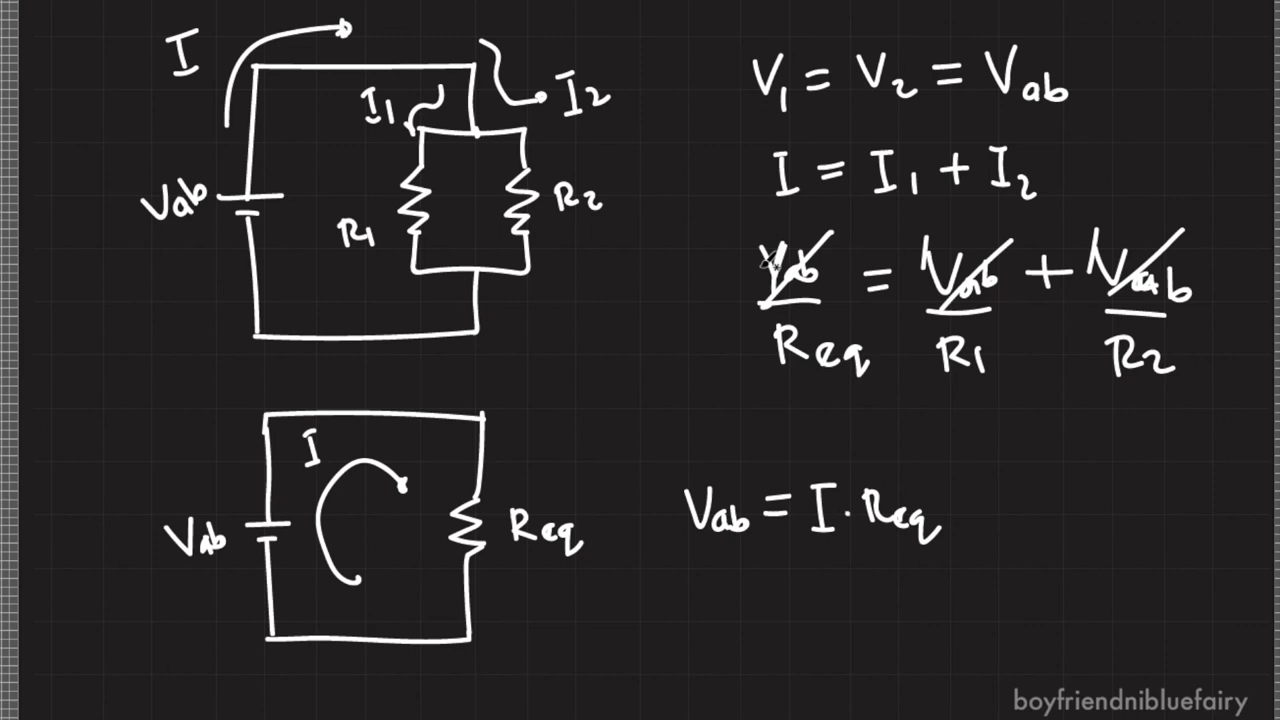 I
I₁
I₂
Vab
R₁
R₂
V₁ = V₂ = Vab
I = I₁ + I₂
Vab/Req = Vab/R₁ + Vab/R₂
I
Vab
Req
Vab = I · Req
boyfriendnibluefairy